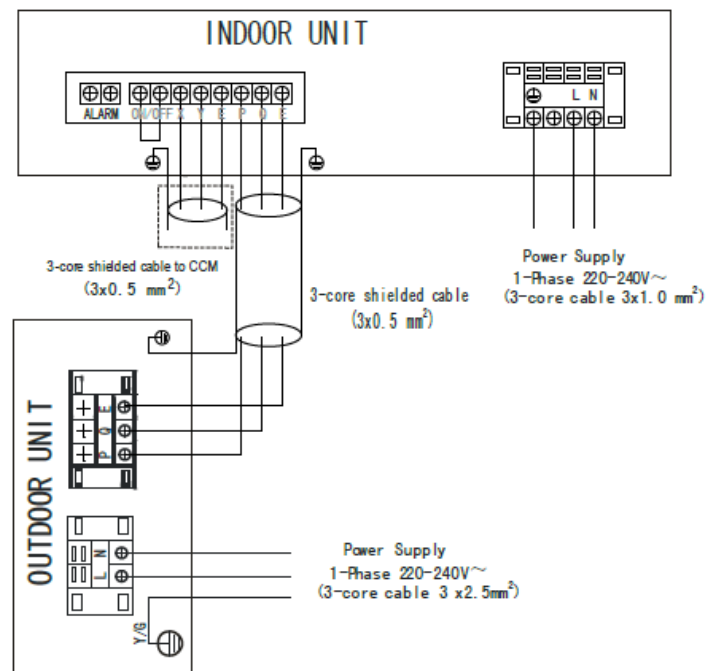 INDOOR UNIT
ALARM ON/OFF X Y E P Q E
L N
3-core shielded cable to CCM
(3x0.5 mm²)
3-core shielded cable
(3x0.5 mm²)
Power Supply
1-Phase 220-240V~
(3-core cable 3x1.0 mm²)
OUTDOOR UNIT
E
Q
P
N
L
Y/G
Power Supply
1-Phase 220-240V~
(3-core cable 3 x2.5mm²)